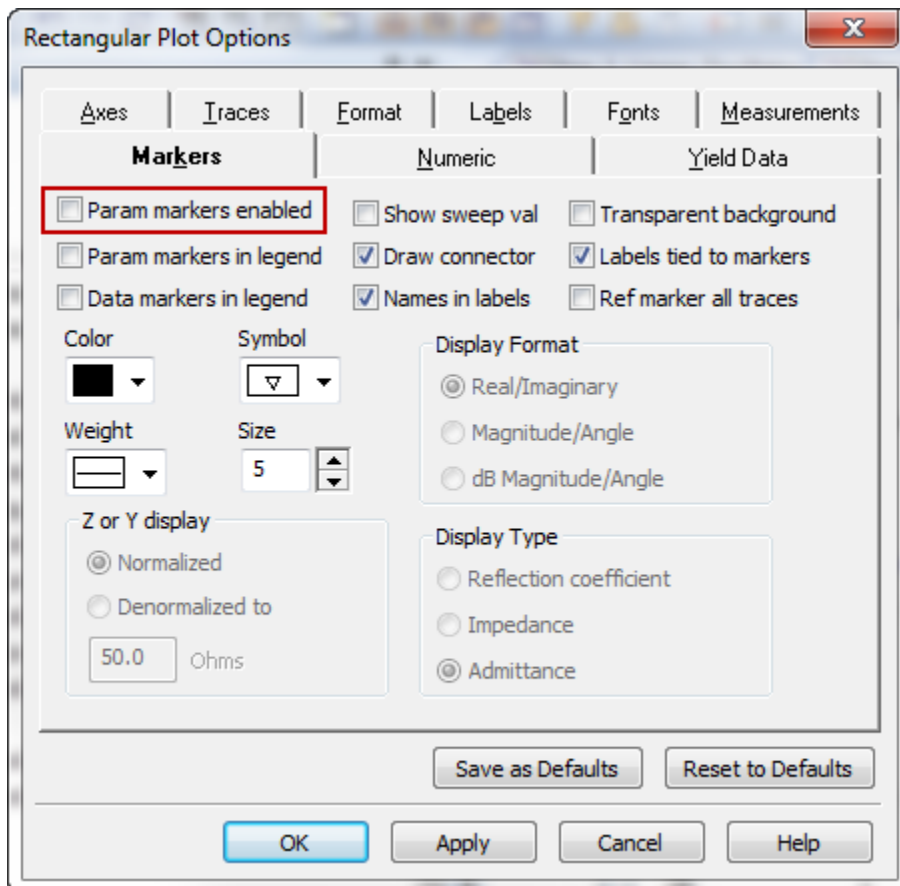 Rectangular Plot Options
x
Axes Traces Format Labels Fonts Measurements
Markers Numeric Yield Data
Param markers enabled Show sweep val Transparent background
Param markers in legend Draw connector Labels tied to markers
Data markers in legend Names in labels Ref marker all traces
Color Symbol
Weight Size
5
Display Format
Real/Imaginary
Magnitude/Angle
dB Magnitude/Angle
Z or Y display
Normalized
Denormalized to
50.0 Ohms
Display Type
Reflection coefficient
Impedance
Admittance
Save as Defaults Reset to Defaults
OK Apply Cancel Help